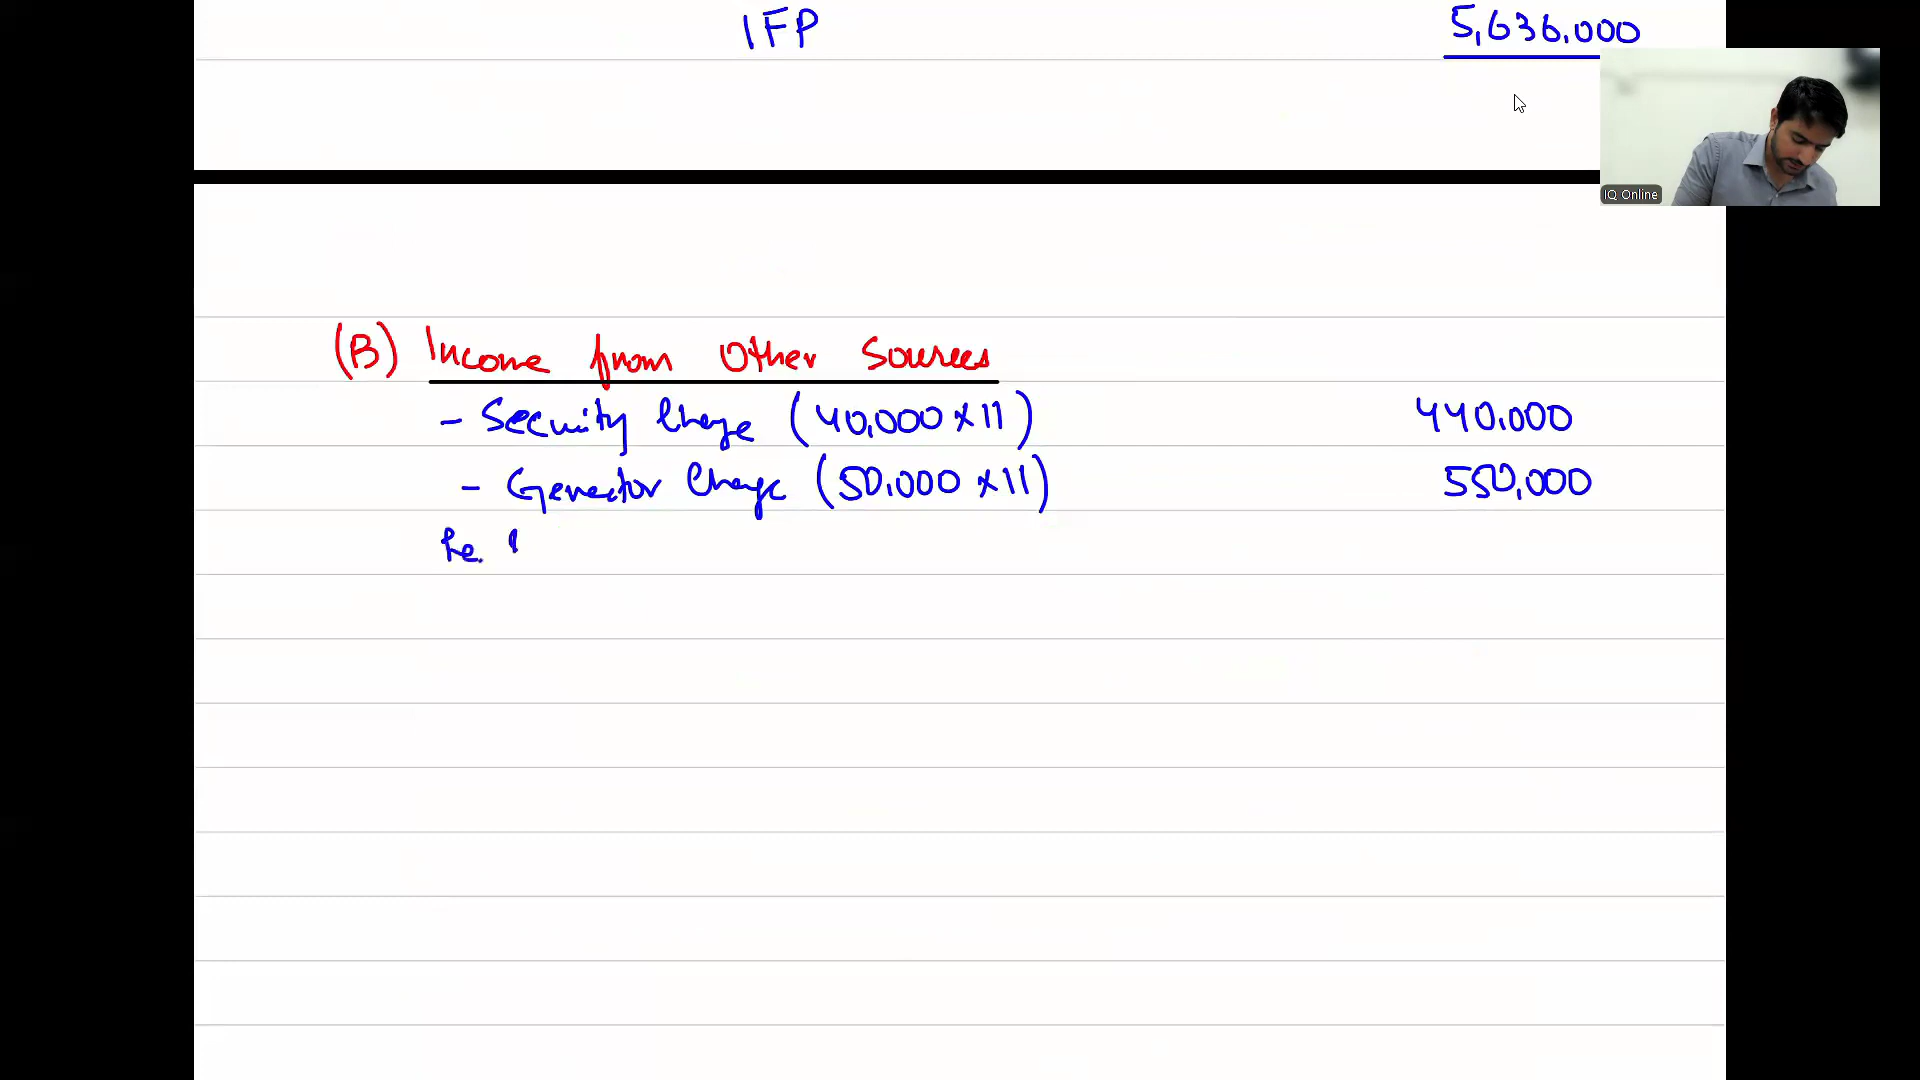 IFP 5,636,000
IQ Online
(B) Income from Other Sources
- Security Charge (40,000 x 11) 440,000
- Generator Charge (50,000 x 11) 550,000